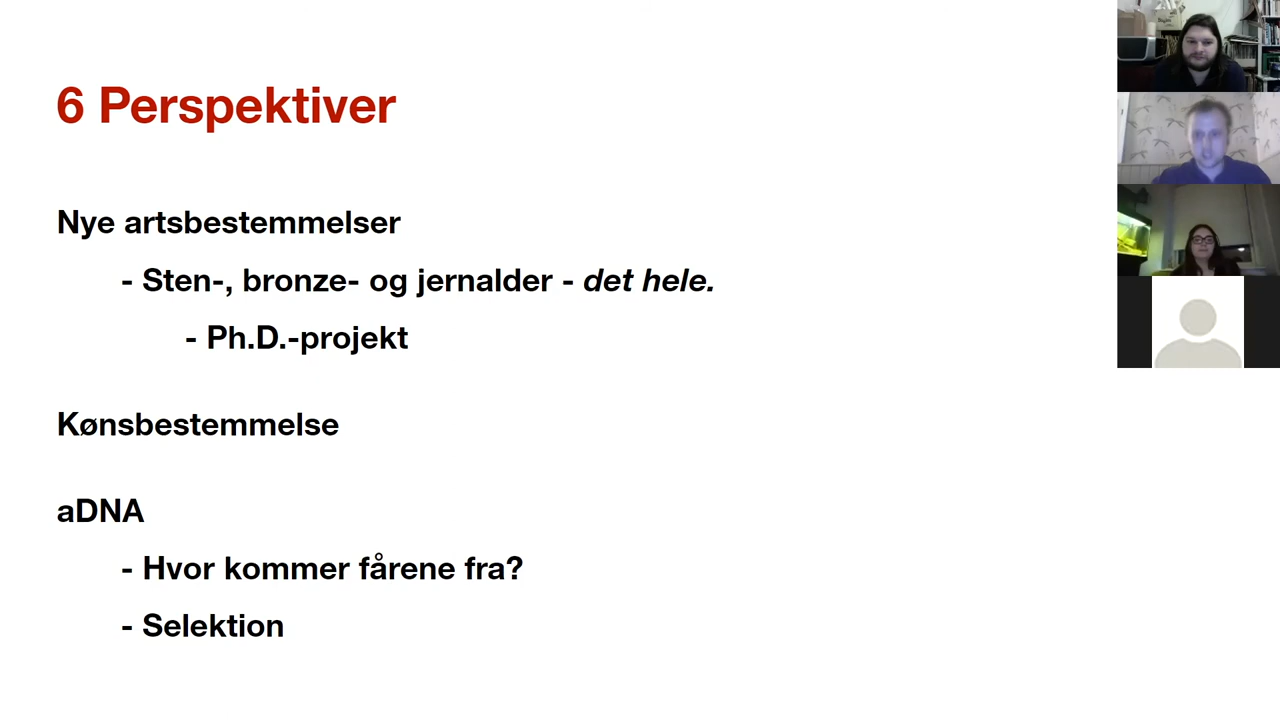 6 Perspektiver
Nye artsbestemmelser
- Sten-, bronze- og jernalder - det hele.
- Ph.D.-projekt
Kønsbestemmelse
aDNA
- Hvor kommer fårene fra?
- Selektion